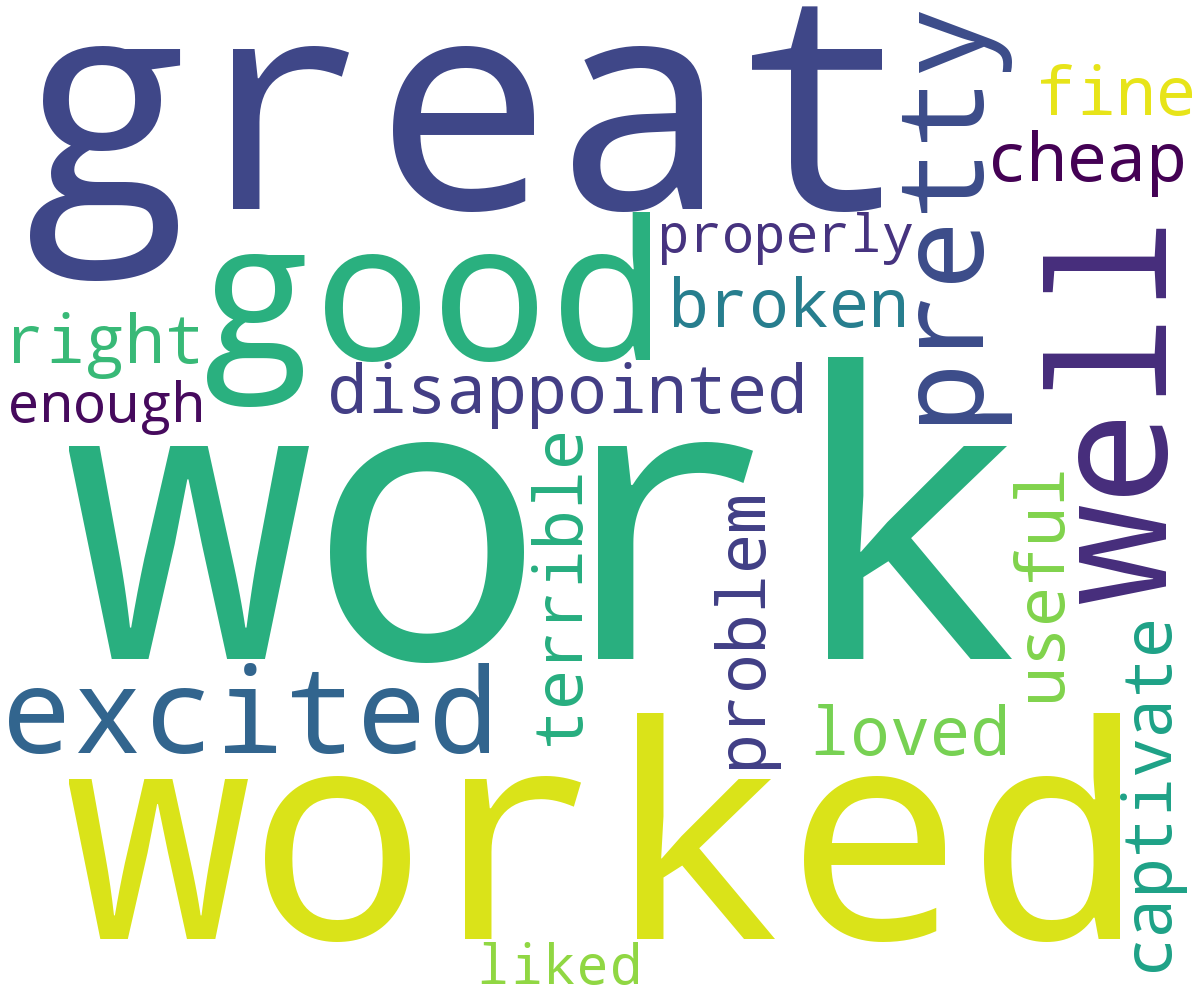 great
pretty
fine
cheap
good
properly
well
broken
right
disappointed
enough
work
terrible
problem
useful
excited
loved
captivate
worked
liked